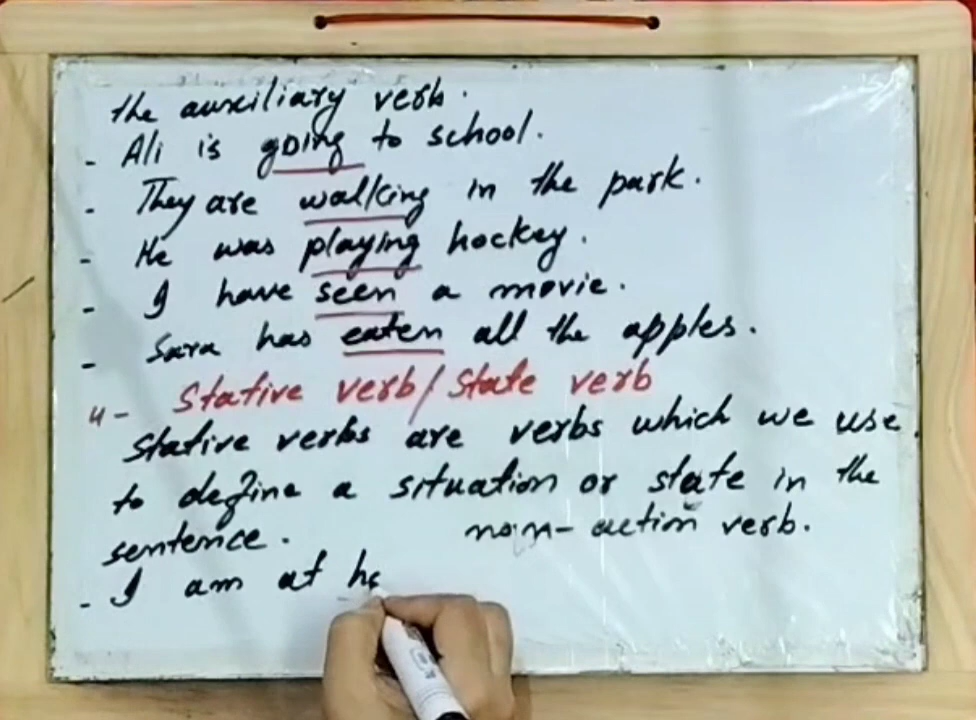 the auxiliary verb.
- Ali is going to school.
- They are walking in the park.
- He was playing hockey.
- I have seen a movie.
- Sara has eaten all the apples.
4- Stative verb/State verb
Stative verbs are verbs which we use
to define a situation or state in the
sentence. non-action verb.
- I am at ho